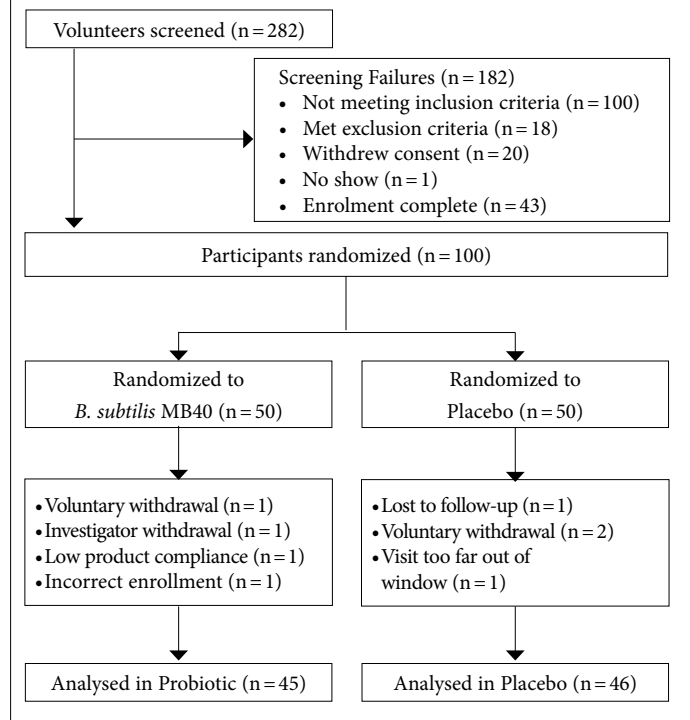 Volunteers screened (n = 282)
Screening Failures (n = 182)
• Not meeting inclusion criteria (n = 100)
• Met exclusion criteria (n = 18)
• Withdrew consent (n = 20)
• No show (n = 1)
• Enrolment complete (n = 43)
Participants randomized (n = 100)
Randomized to
B. subtilis MB40 (n = 50)
Randomized to
Placebo (n = 50)
• Voluntary withdrawal (n = 1)
• Investigator withdrawal (n = 1)
• Low product compliance (n = 1)
• Incorrect enrollment (n = 1)
• Lost to follow-up (n = 1)
• Voluntary withdrawal (n = 2)
• Visit too far out of
window (n = 1)
Analysed in Probiotic (n = 45)
Analysed in Placebo (n = 46)